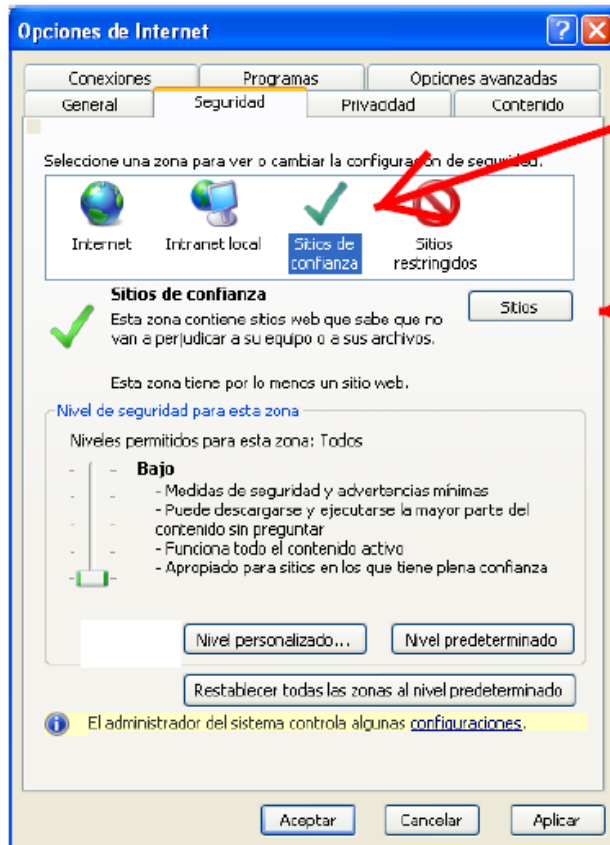 Opciones de Internet
Conexiones Programas Opciones avanzadas
General Seguridad Privacidad Contenido
Seleccione una zona para ver o cambiar la configuración de seguridad.
Internet Intranet local Sitios de confianza Sitios restringidos
Sitios de confianza
Sitios
Esta zona contiene sitios web que sabe que no
van a perjudicar a su equipo o a sus archivos.
Esta zona tiene por lo menos un sitio web.
Nivel de seguridad para esta zona
Niveles permitidos para esta zona: Todos
Bajo
- Medidas de seguridad y advertencias mínimas
- Puede descargarse y ejecutarse la mayor parte del
contenido sin preguntar
- Funciona todo el contenido activo
- Apropiado para sitios en los que tiene plena confianza
Nivel personalizado... Nivel predeterminado
Restablecer todas las zonas al nivel predeterminado
El administrador del sistema controla algunas configuraciones.
Aceptar Cancelar Aplicar